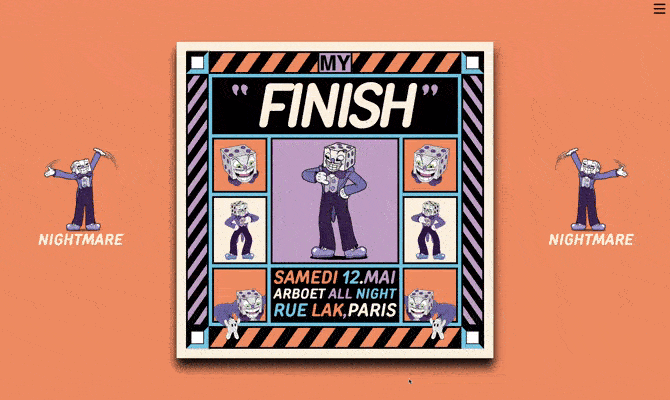 MY
"FINISH"
NIGHTMARE
NIGHTMARE
SAMEDI 12.MAI
ARBOET ALL NIGHT
RUE LAK,PARIS